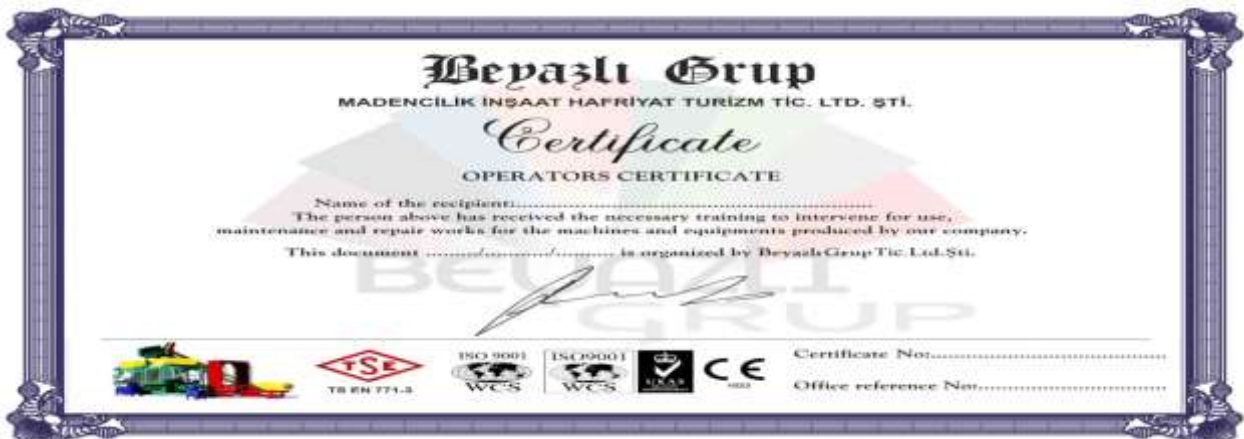 Beyazlı Grup
MADENCİLİK İNŞAAT HAFRİYAT TURİZM TİC. LTD. ŞTİ.
Certificate
OPERATORS CERTIFICATE
Name of the recipient:........................................................................
The person above has received the necessary training to intervene for use,
maintenance and repair works for the machines and equipments produced by our company.
This document ........../............/........... is organized by Beyazlı Grup Tic. Ltd. Şti.
BEYAZLI
GRUP
TSE
TS EN 771-3
ISO 9001
WCS
ISO9001
WCS
UKAS
CE
Certificate No:................................................
Office reference No:......................................